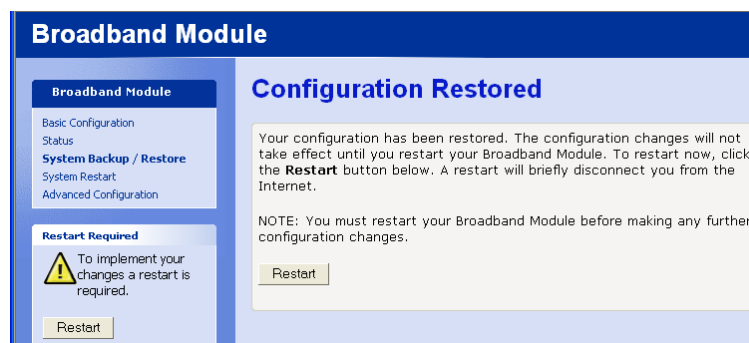 Broadband Module
Broadband Module
Basic Configuration
Status
System Backup / Restore
System Restart
Advanced Configuration
Restart Required
To implement your
changes a restart is
required.
Restart
Configuration Restored
Your configuration has been restored. The configuration changes will not
take effect until you restart your Broadband Module. To restart now, click
the Restart button below. A restart will briefly disconnect you from the
Internet.
NOTE: You must restart your Broadband Module before making any further
configuration changes.
Restart